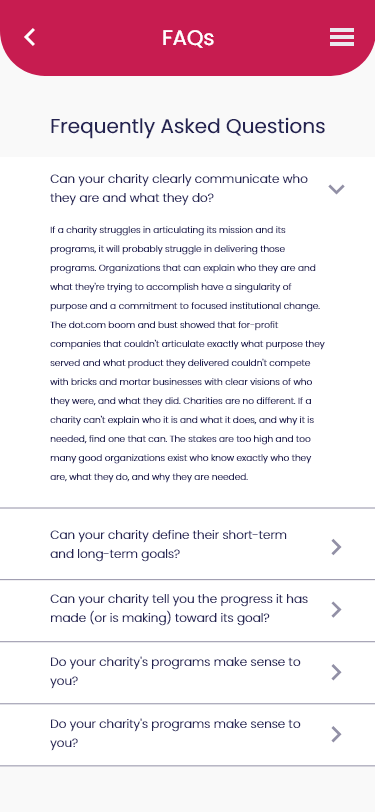 FAQs
Frequently Asked Questions
Can your charity clearly communicate who
they are and what they do?
If a charity struggles in articulating its mission and its
programs, it will probably struggle in delivering those
programs. Organizations that can explain who they are and
what they're trying to accomplish have a singularity of
purpose and a commitment to focused institutional change.
The dot.com boom and bust showed that for-profit
companies that couldn't articulate exactly what purpose they
served and what product they delivered couldn't compete
with bricks and mortar businesses with clear visions of who
they were, and what they did. Charities are no different. If a
charity can't explain who it is and what it does, and why it is
needed, find one that can. The stakes are too high and too
many good organizations exist who know exactly who they
are, what they do, and why they are needed.
Can your charity define their short-term
and long-term goals?
Can your charity tell you the progress it has
made (or is making) toward its goal?
Do your charity's programs make sense to
you?
Do your charity's programs make sense to
you?